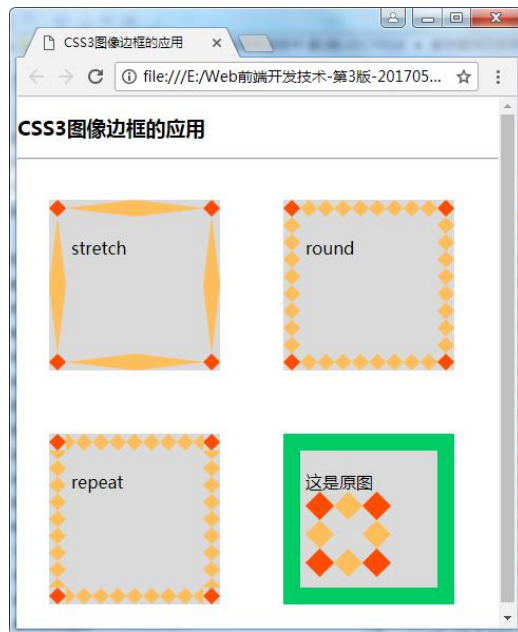 CSS3图像边框的应用
file:///E:/Web前端开发技术-第3版-201705...
CSS3图像边框的应用
stretch
round
repeat
这是原图